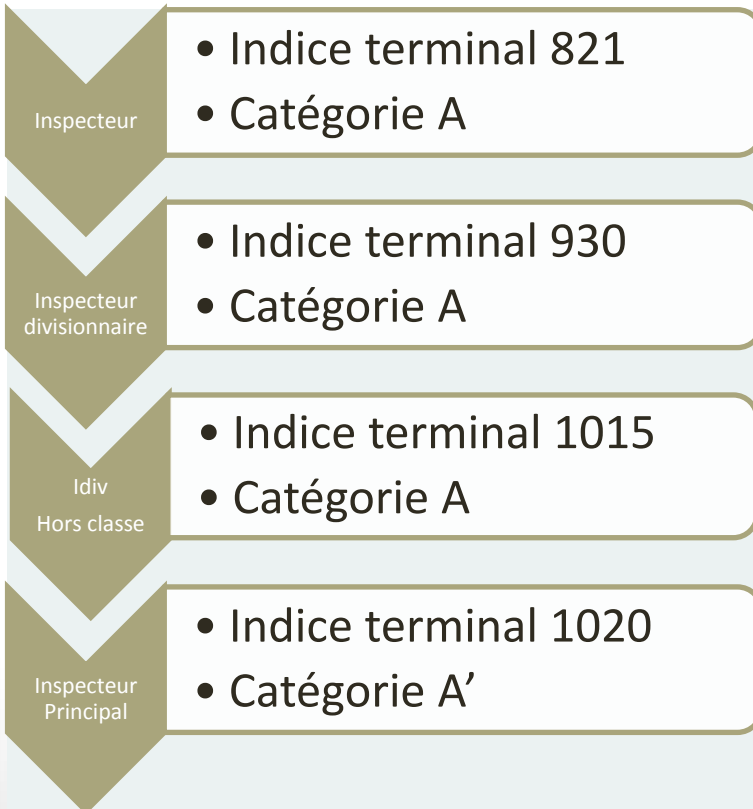 Inspecteur
• Indice terminal 821
• Catégorie A
Inspecteur
divisionnaire
• Indice terminal 930
• Catégorie A
Idiv
Hors classe
• Indice terminal 1015
• Catégorie A
Inspecteur
Principal
• Indice terminal 1020
• Catégorie A’